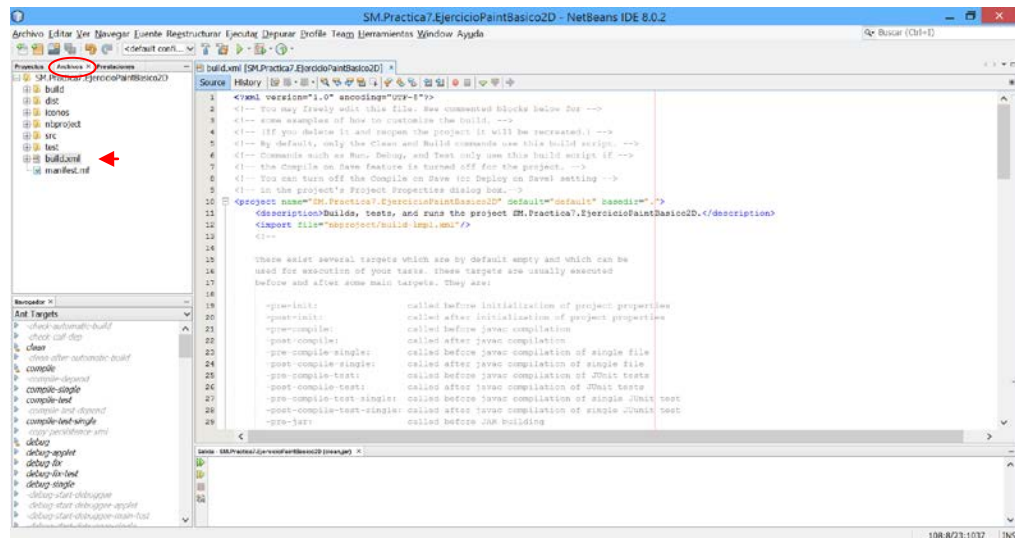 SM.Practica7.EjercicioPaintBasico2D - NetBeans IDE 8.0.2
Archivo Editar Ver Navegar Fuente Reestructurar Ejecutar Depurar Profile Team Herramientas Window Ayuda
Buscar (Ctrl+I)
<default confi...
Proyectos Archivos × Prestaciones
build.xml [SM.Practica7.EjercicioPaintBasico2D] ×
SM.Practica7.EjercicioPaintBasico2D
build
dist
iconos
nbproject
src
test
build.xml
manifest.mf
Source History
1 <?xml version="1.0" encoding="UTF-8"?>
2 <!-- You may freely edit this file. See commented blocks below for -->
3 <!-- some examples of how to customize the build. -->
4 <!-- (If you delete it and reopen the project it will be recreated.) -->
5 <!-- By default, only the Clean and Build commands use this build script. -->
6 <!-- Commands such as Run, Debug, and Test only use this build script if -->
7 <!-- the Compile on Save feature is turned off for the project. -->
8 <!-- You can turn off the Compile on Save (or Deploy on Save) setting -->
9 <!-- in the project's Project Properties dialog box.-->
10 <project name="SM.Practica7.EjercicioPaintBasico2D" default="default" basedir=".">
11 <description>Builds, tests, and runs the project SM.Practica7.EjercicioPaintBasico2D.</description>
12 <import file="nbproject/build-impl.xml"/>
13 <!--
14
15 There exist several targets which are by default empty and which can be
16 used for execution of your tasks. These targets are usually executed
17 before and after some main targets. They are:
18
19 -pre-init: called before initialization of project properties
20 -post-init: called after initialization of project properties
21 -pre-compile: called before javac compilation
22 -post-compile: called after javac compilation
23 -pre-compile-single: called before javac compilation of single file
24 -post-compile-single: called after javac compilation of single file
25 -pre-compile-test: called before javac compilation of JUnit tests
26 -post-compile-test: called after javac compilation of JUnit tests
27 -pre-compile-test-single: called before javac compilation of single JUnit test
28 -post-compile-test-single: called after javac compilation of single JUnit test
29 -pre-jar: called before JAR building
Navegador ×
Ant Targets
-check-automatic-build
-check-call-dep
clean
-clean-after-automatic-build
compile
-compile-depend
compile-single
compile-test
-compile-test-depend
compile-test-single
-copy-persistence-xml
debug
debug-applet
debug-fix
debug-fix-test
debug-single
-debug-start-debugger
-debug-start-debugger-applet
-debug-start-debugger-main-test
Salida - SM.Practica7.EjercicioPaintBasico2D (clean,jar) ×
108:8/23:1037 INS